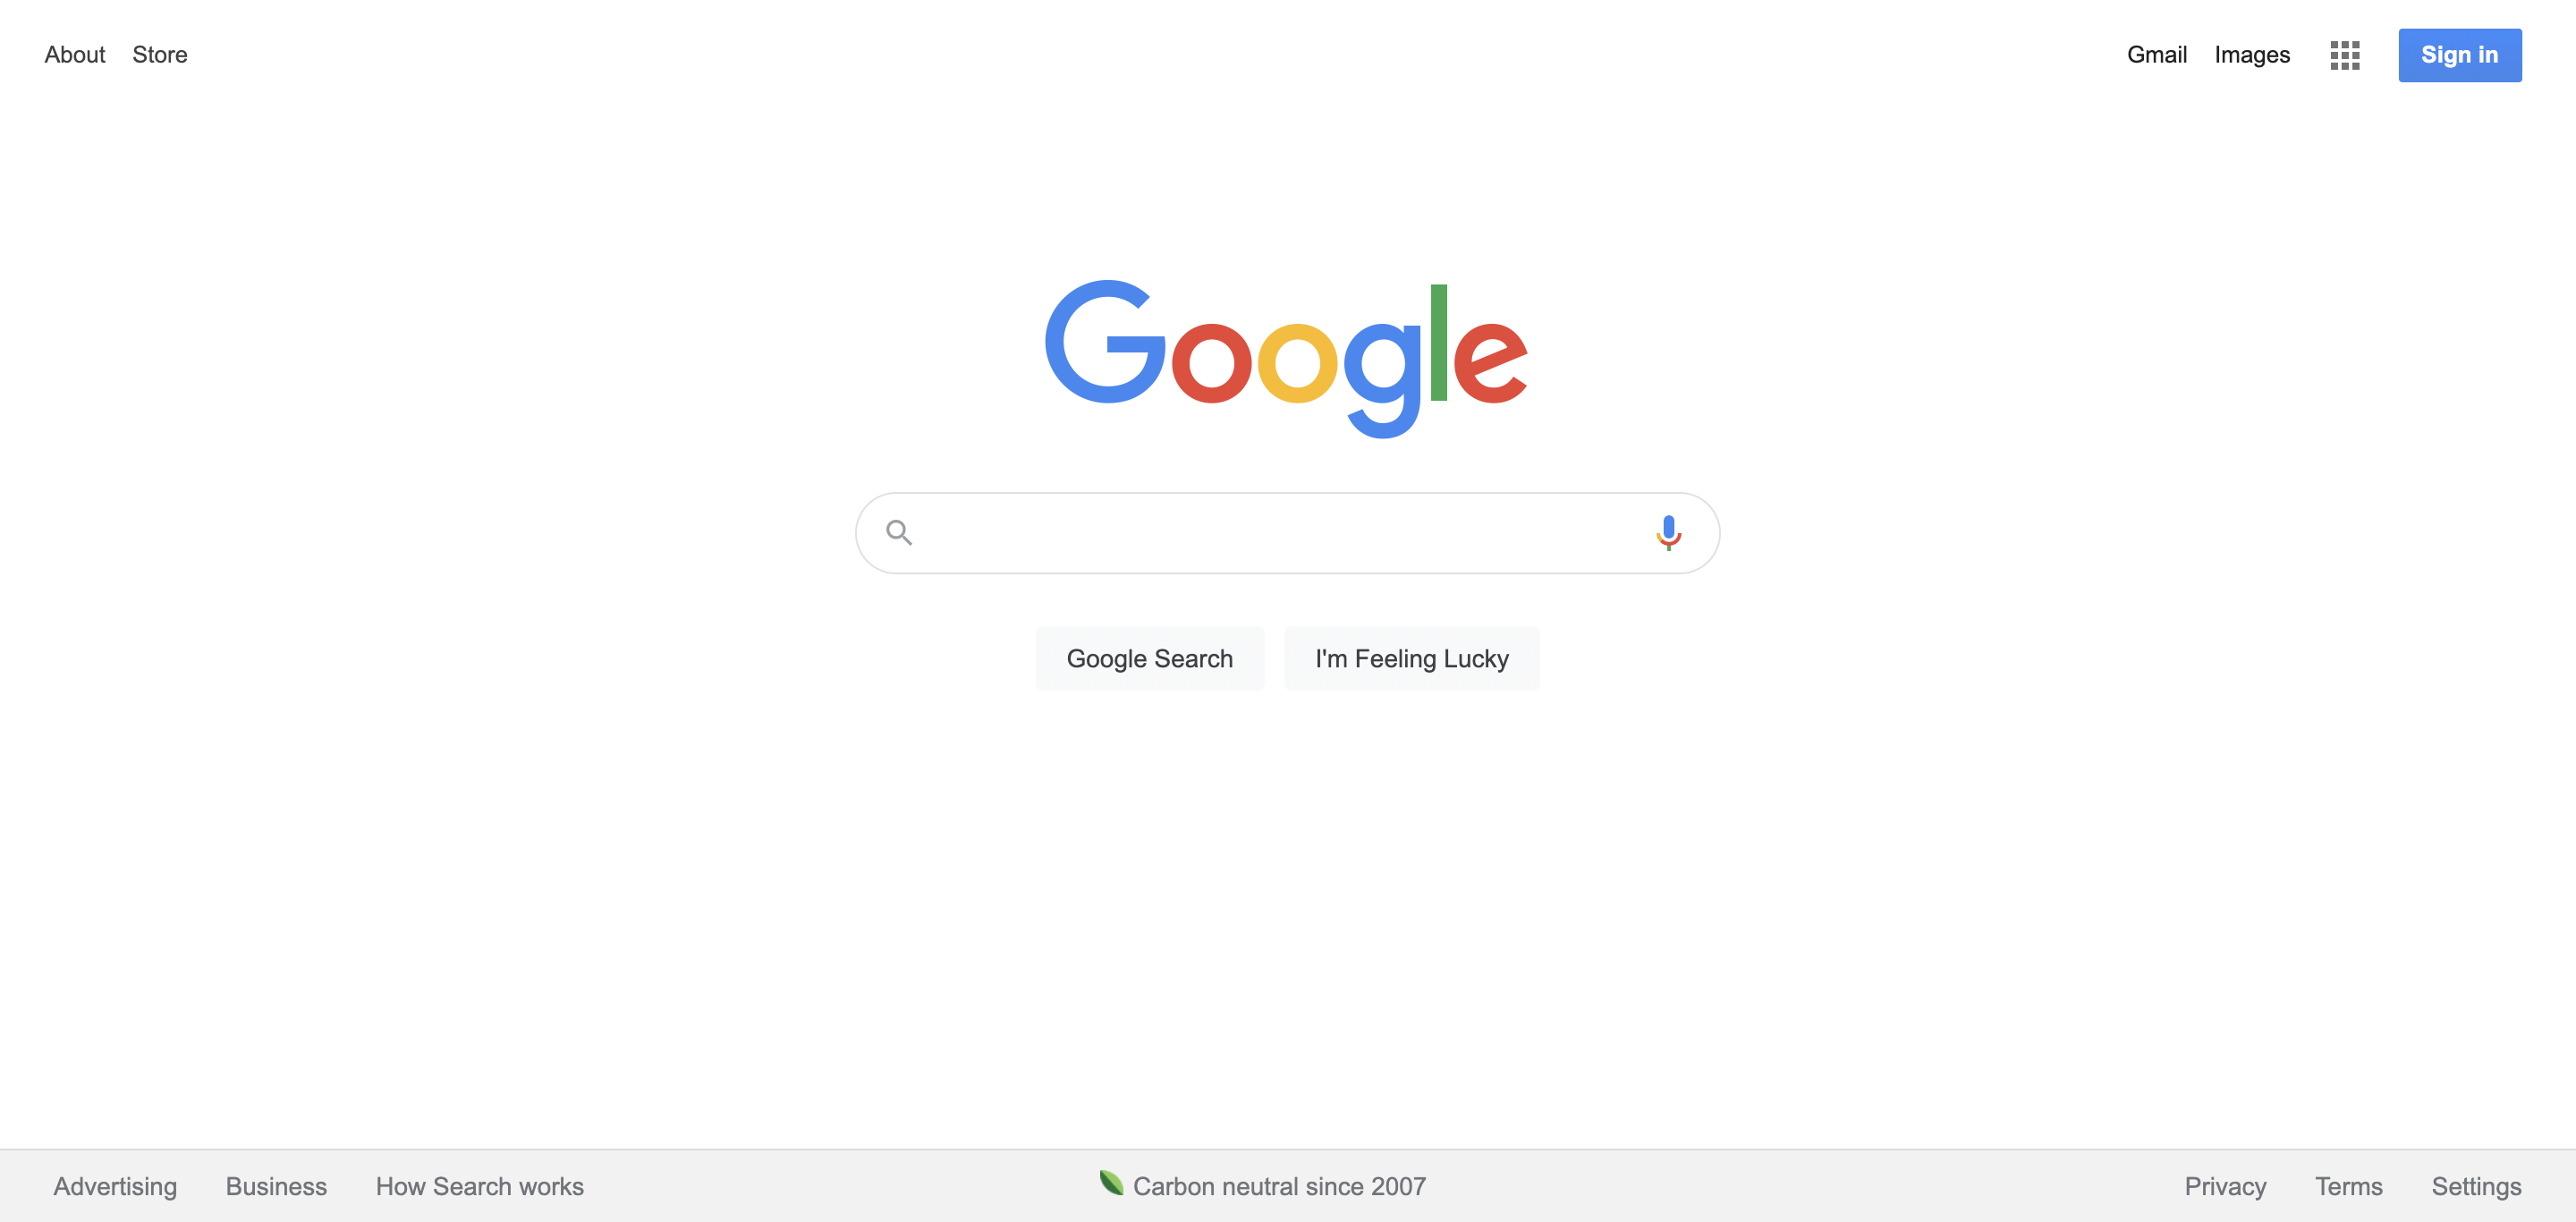 About Store Gmail Images Sign in
Google
Google Search I'm Feeling Lucky
Advertising Business How Search works Carbon neutral since 2007 Privacy Terms Settings